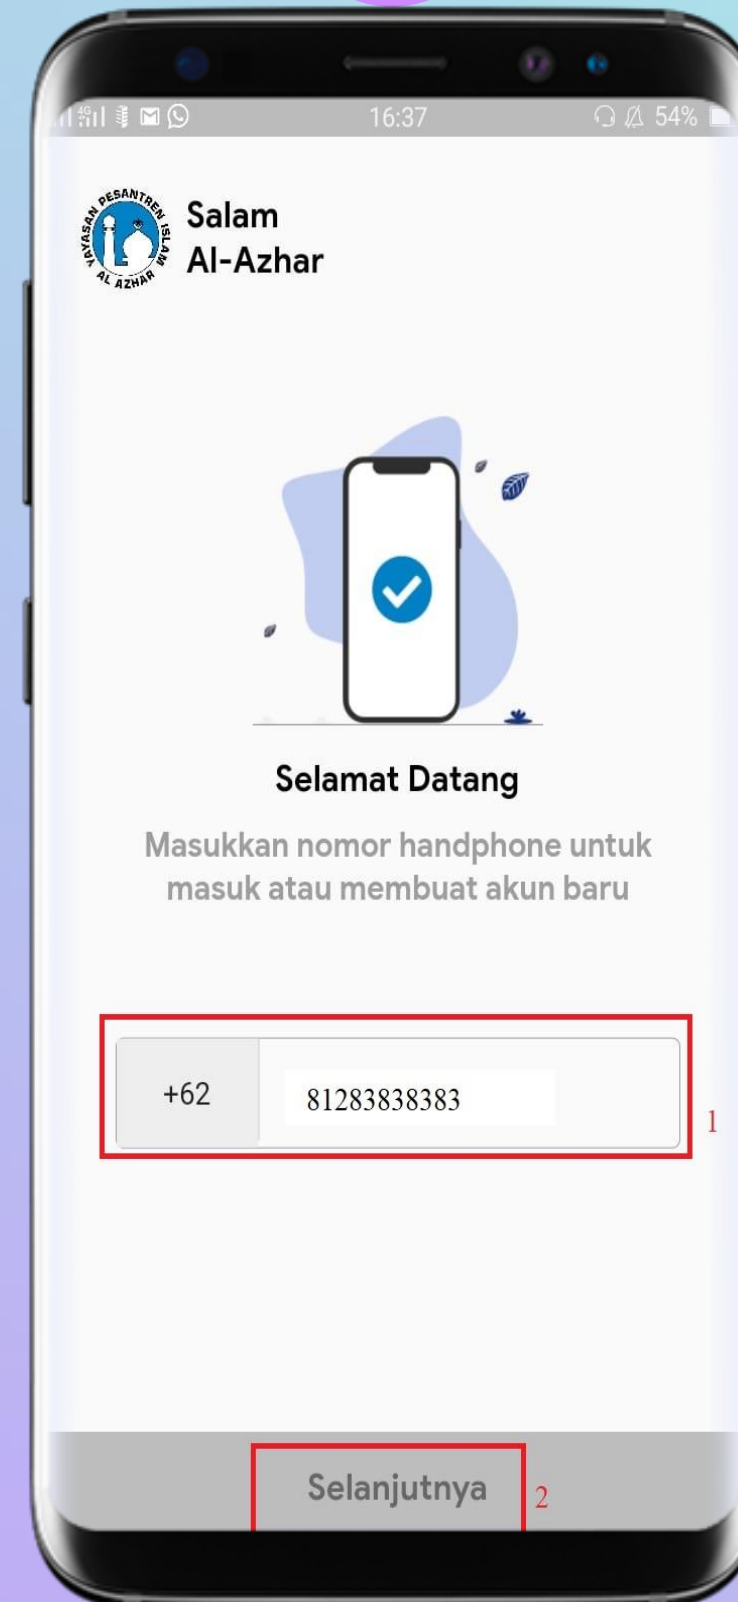 16:37
54%
YAYASAN PESANTREN ISLAM
AL AZHAR
Salam
Al-Azhar
Selamat Datang
Masukkan nomor handphone untuk
masuk atau membuat akun baru
+62 81283838383
1
Selanjutnya
2